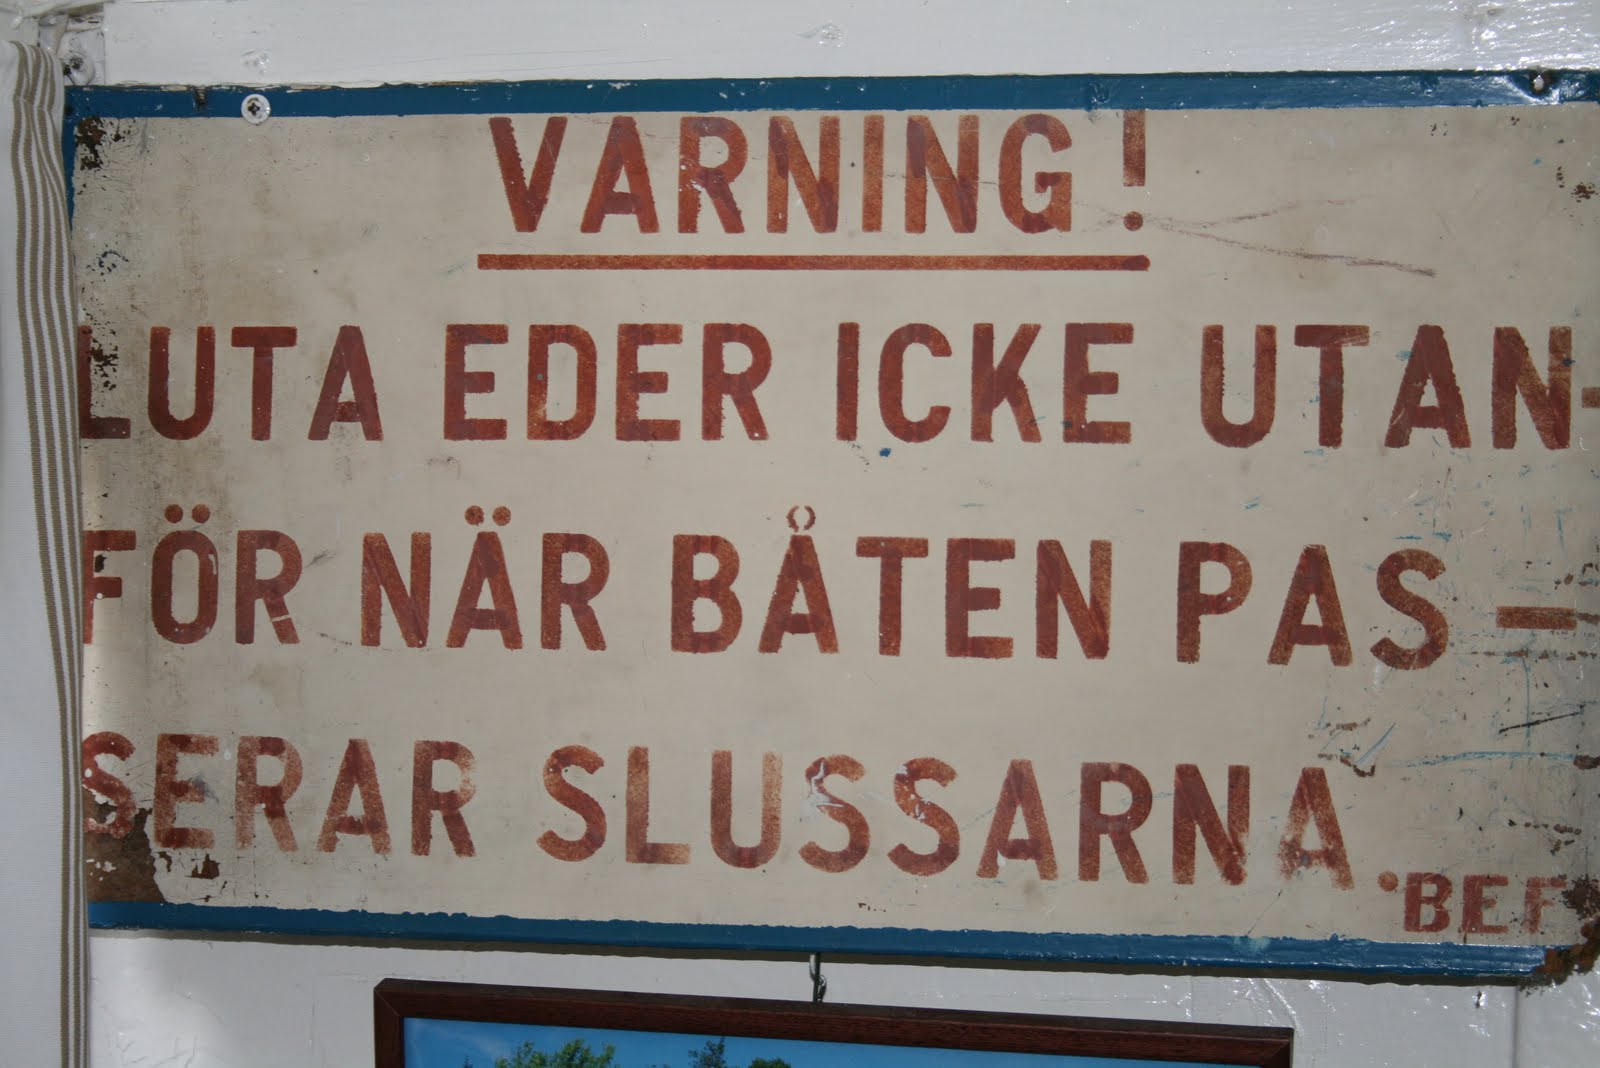 VARNING!
LUTA EDER ICKE UTAN-
FÖR NÄR BÅTEN PAS-
SERAR SLUSSARNA.
BEF